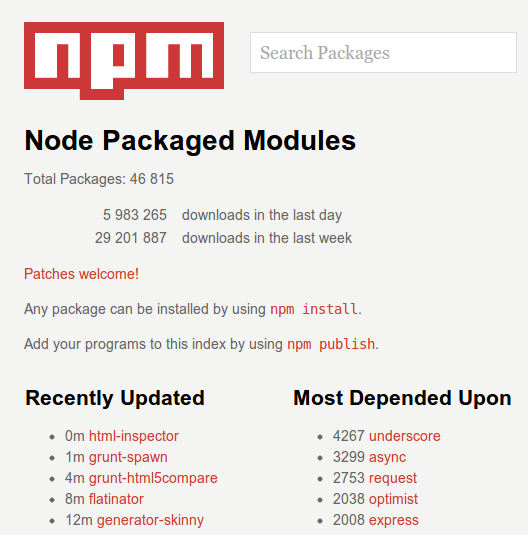 npm
Search Packages
Node Packaged Modules
Total Packages: 46 815
5 983 265 downloads in the last day
29 201 887 downloads in the last week
Patches welcome!
Any package can be installed by using npm install.
Add your programs to this index by using npm publish.
Recently Updated
0m html-inspector
1m grunt-spawn
4m grunt-html5compare
8m flatinator
12m generator-skinny
Most Depended Upon
4267 underscore
3299 async
2753 request
2038 optimist
2008 express